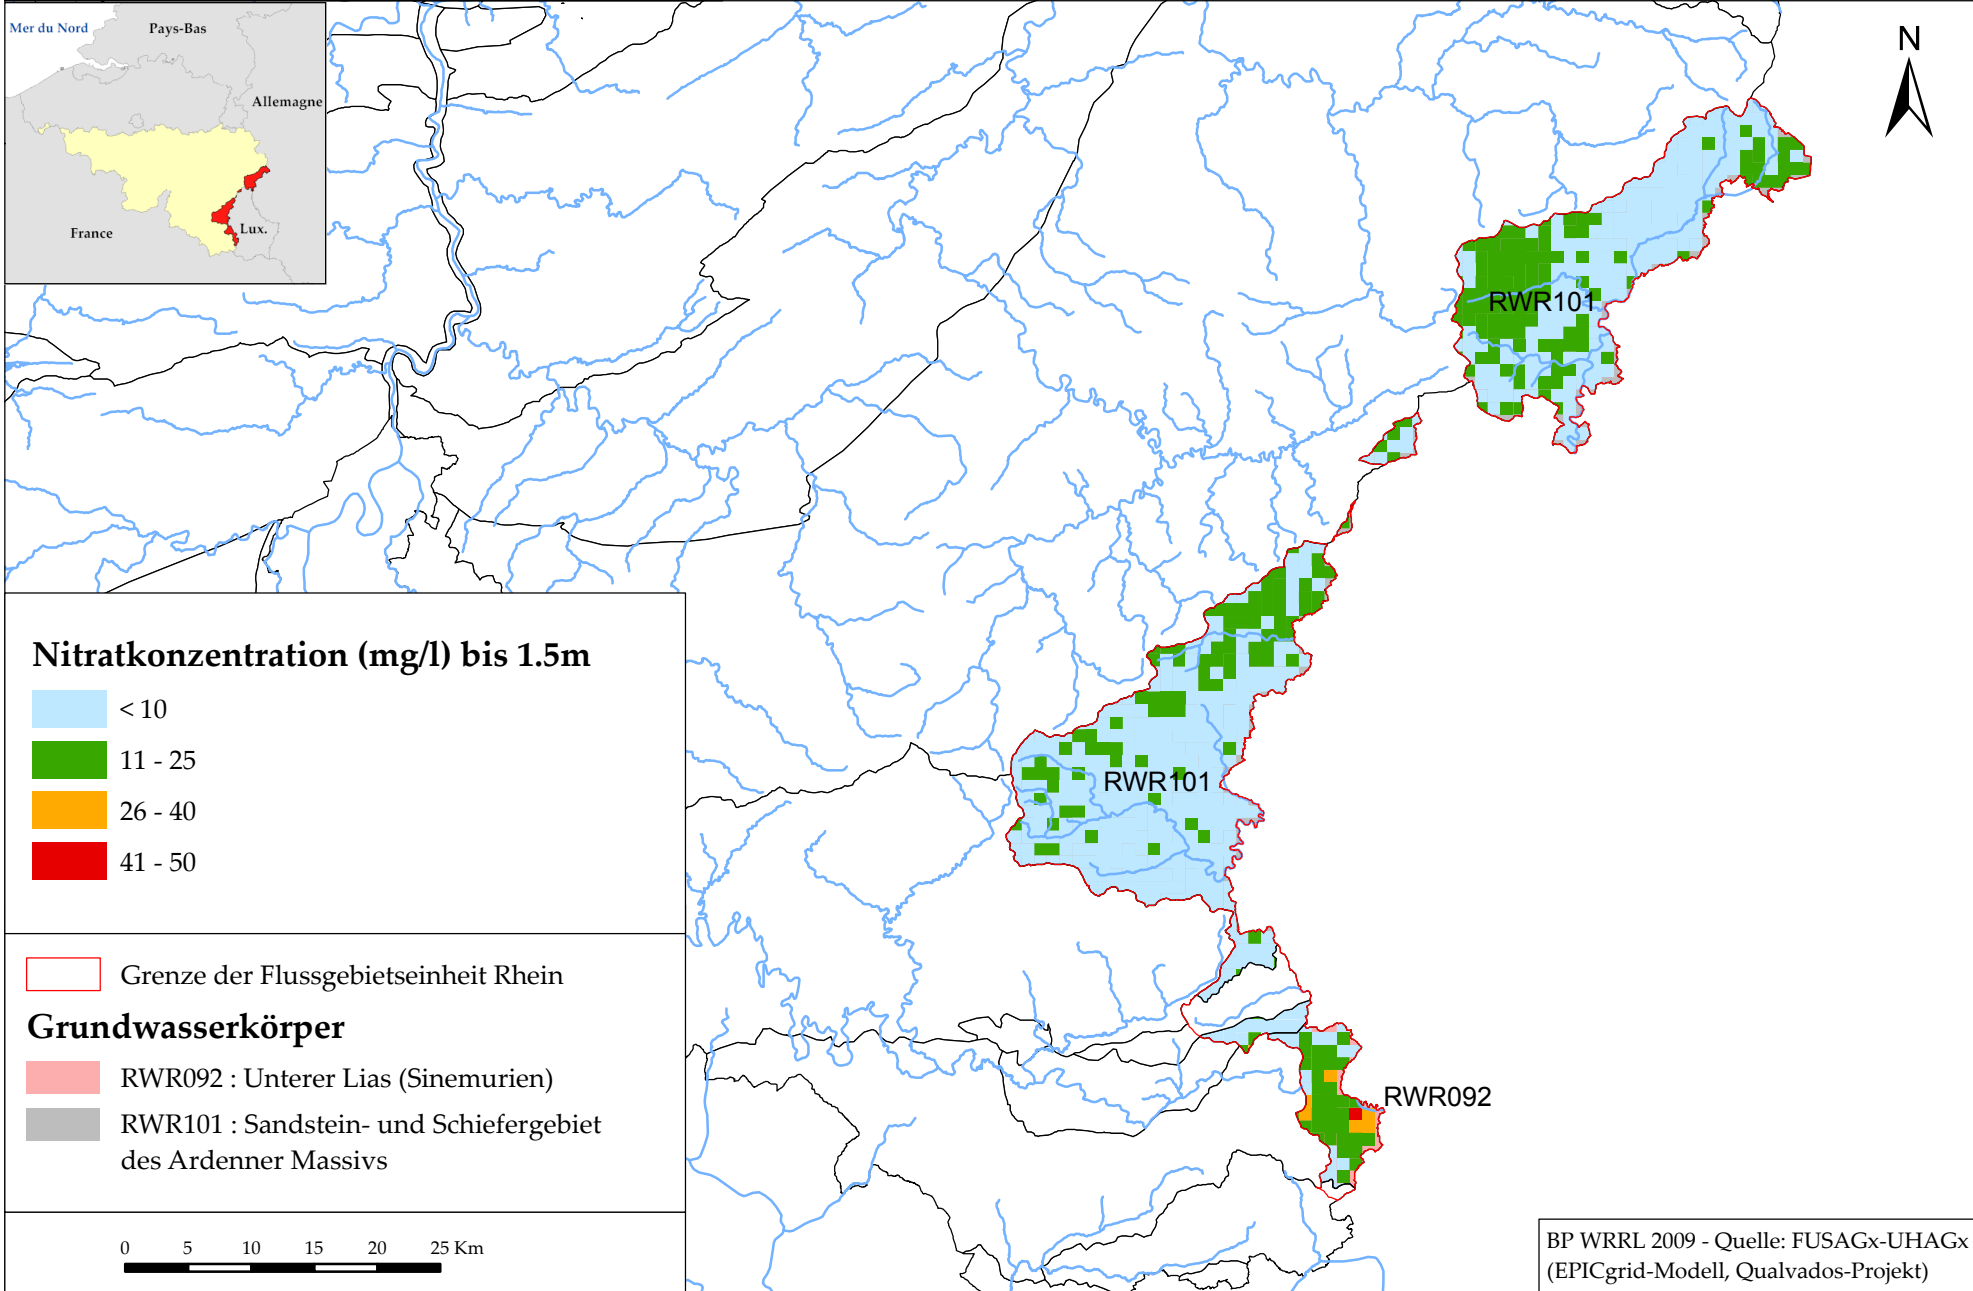 Mer du Nord
Pays-Bas
Allemagne
France
Lux.
N
RWR101
RWR101
RWR092
Nitratkonzentration (mg/l) bis 1.5m
< 10
11 - 25
26 - 40
41 - 50
Grenze der Flussgebietseinheit Rhein
Grundwasserkörper
RWR092 : Unterer Lias (Sinemurien)
RWR101 : Sandstein- und Schiefergebiet
des Ardenner Massivs
0 5 10 15 20 25 Km
BP WRRL 2009 - Quelle: FUSAGx-UHAGx
(EPICgrid-Modell, Qualvados-Projekt)